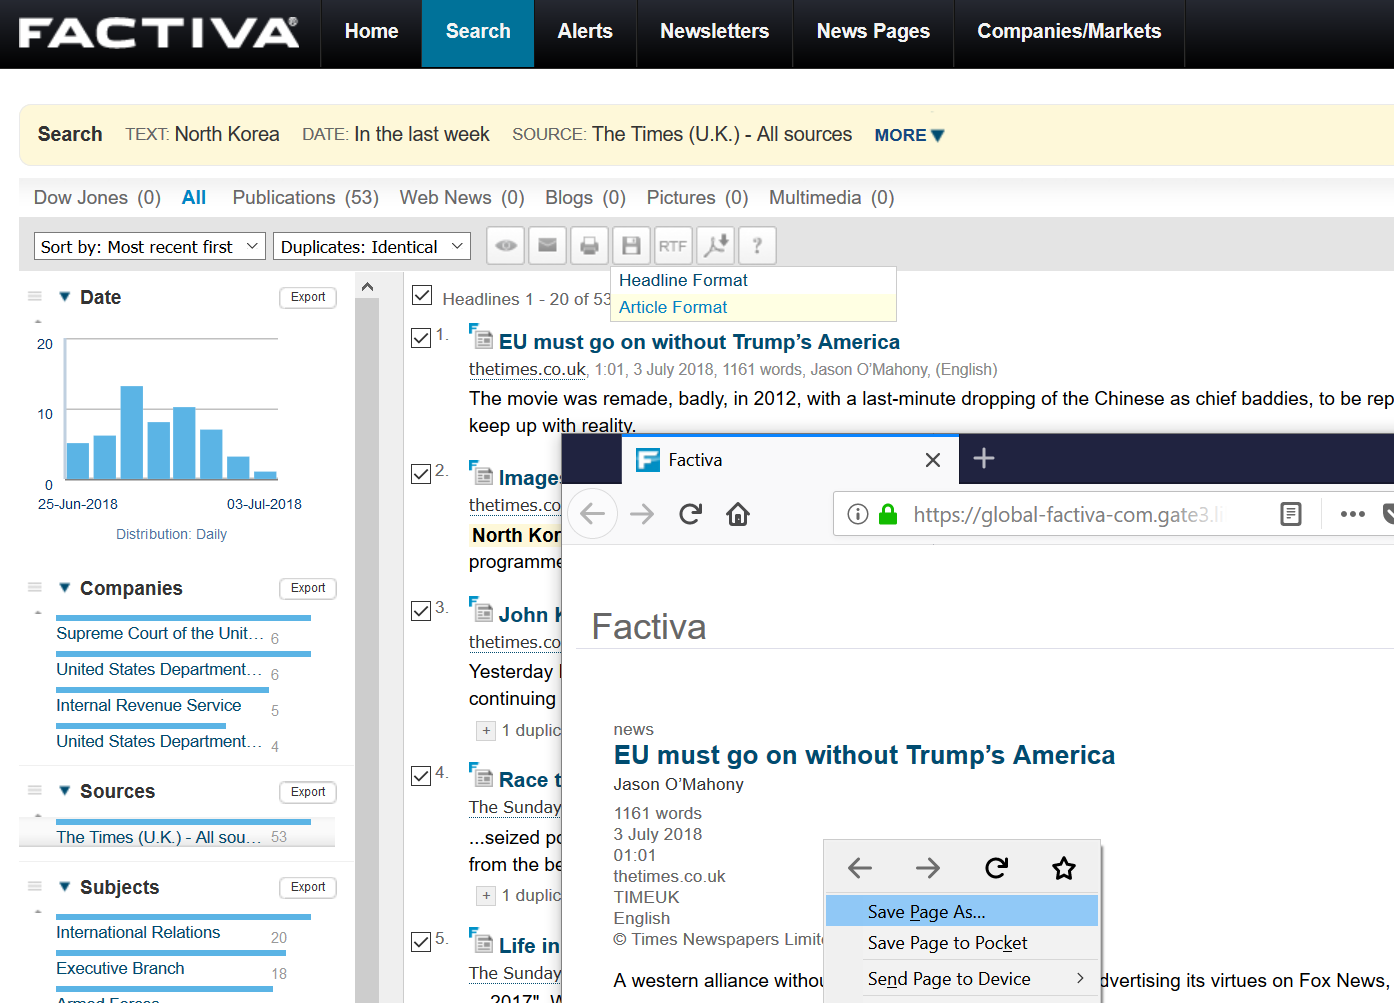 FACTIVA®
Home Search Alerts Newsletters News Pages Companies/Markets
Search TEXT: North Korea DATE: In the last week SOURCE: The Times (U.K.) - All sources MORE
Dow Jones (0) All Publications (53) Web News (0) Blogs (0) Pictures (0) Multimedia (0)
Sort by: Most recent first Duplicates: Identical RTF ?
Headline Format
Article Format
Date Export
20
10
0
25-Jun-2018 03-Jul-2018
Distribution: Daily
Companies Export
Supreme Court of the Unit... 6
United States Department... 6
Internal Revenue Service 5
United States Department... 4
Sources Export
The Times (U.K.) - All sou... 53
Subjects Export
International Relations 20
Executive Branch 18
Armed Forces
Headlines 1 - 20 of 53
1. EU must go on without Trump’s America
thetimes.co.uk, 1:01, 3 July 2018, 1161 words, Jason O’Mahony, (English)
The movie was remade, badly, in 2012, with a last-minute dropping of the Chinese as chief baddies, to be rep
keep up with reality.
2. Images
thetimes.co
North Kor
programme
3. John K
thetimes.co
Yesterday
continuing
+ 1 duplic
4. Race t
The Sunday
...seized po
from the be
+ 1 duplic
5. Life in
The Sunday
2017". W
Factiva
https://global-factiva-com.gate3.li
Factiva
news
EU must go on without Trump’s America
Jason O’Mahony
1161 words
3 July 2018
01:01
thetimes.co.uk
TIMEUK
English
© Times Newspapers Limite
A western alliance withou dvertising its virtues on Fox News,
Save Page As...
Save Page to Pocket
Send Page to Device